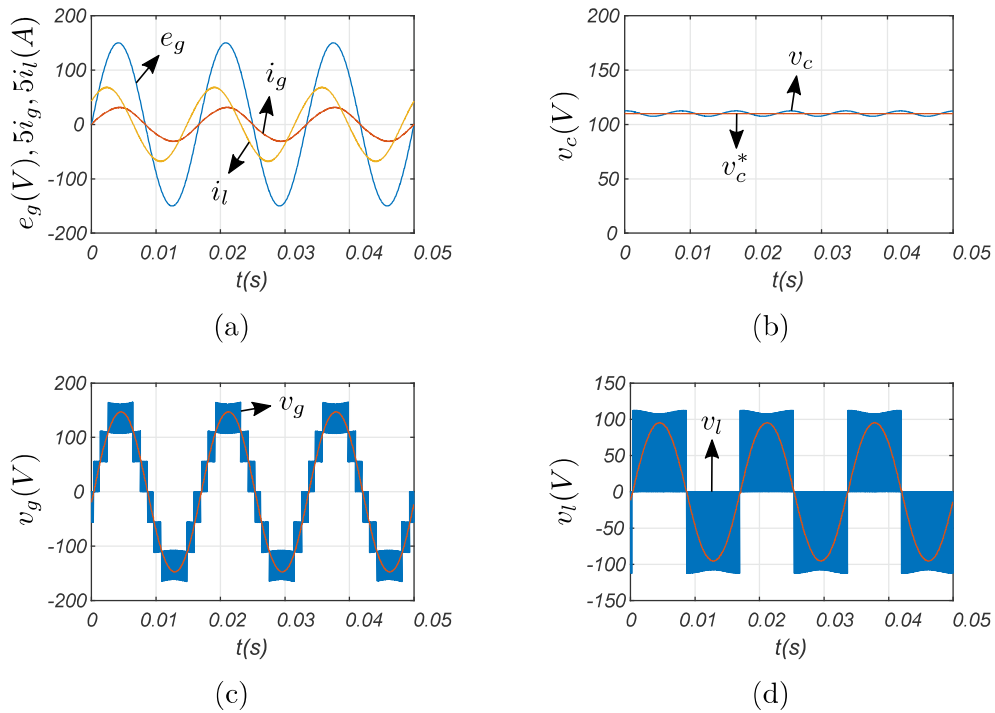 e_g(V), 5i_g, 5i_l(A)
200
100
0
-100
-200
0 0.01 0.02 0.03 0.04 0.05
t(s)
e_g
i_g
i_l
(a)
v_c(V)
200
150
100
50
0
0 0.01 0.02 0.03 0.04 0.05
t(s)
v_c
v_c^*
(b)
v_g(V)
200
100
0
-100
-200
0 0.01 0.02 0.03 0.04 0.05
t(s)
v_g
(c)
v_l(V)
150
100
50
0
-50
-100
-150
0 0.01 0.02 0.03 0.04 0.05
t(s)
v_l
(d)